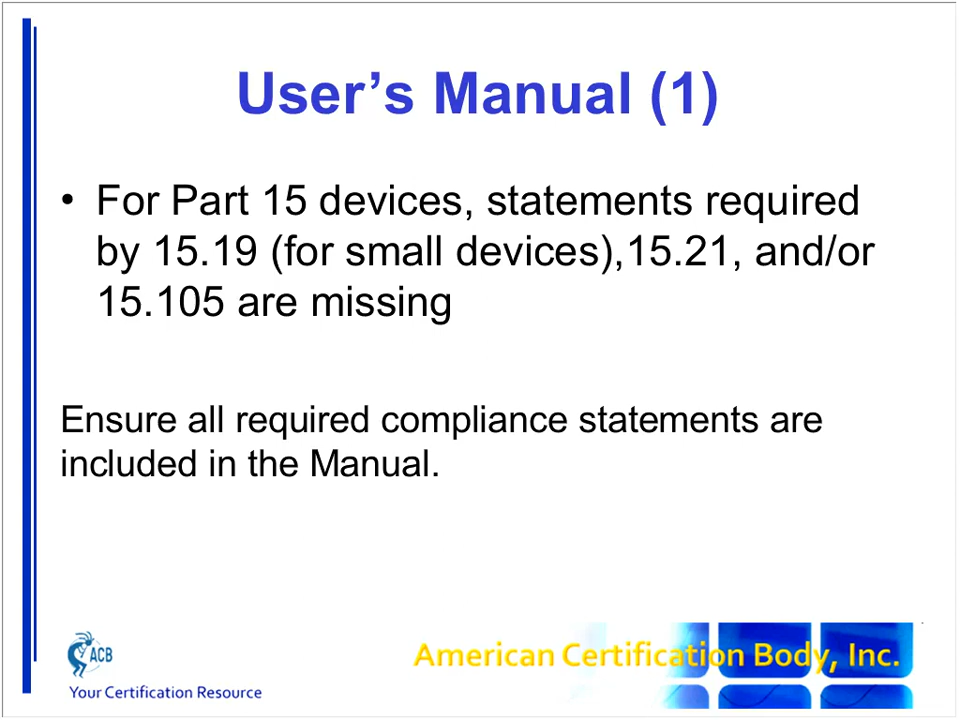 User’s Manual (1)
• For Part 15 devices, statements required
by 15.19 (for small devices),15.21, and/or
15.105 are missing
Ensure all required compliance statements are
included in the Manual.
ACB
Your Certification Resource
American Certification Body, Inc.